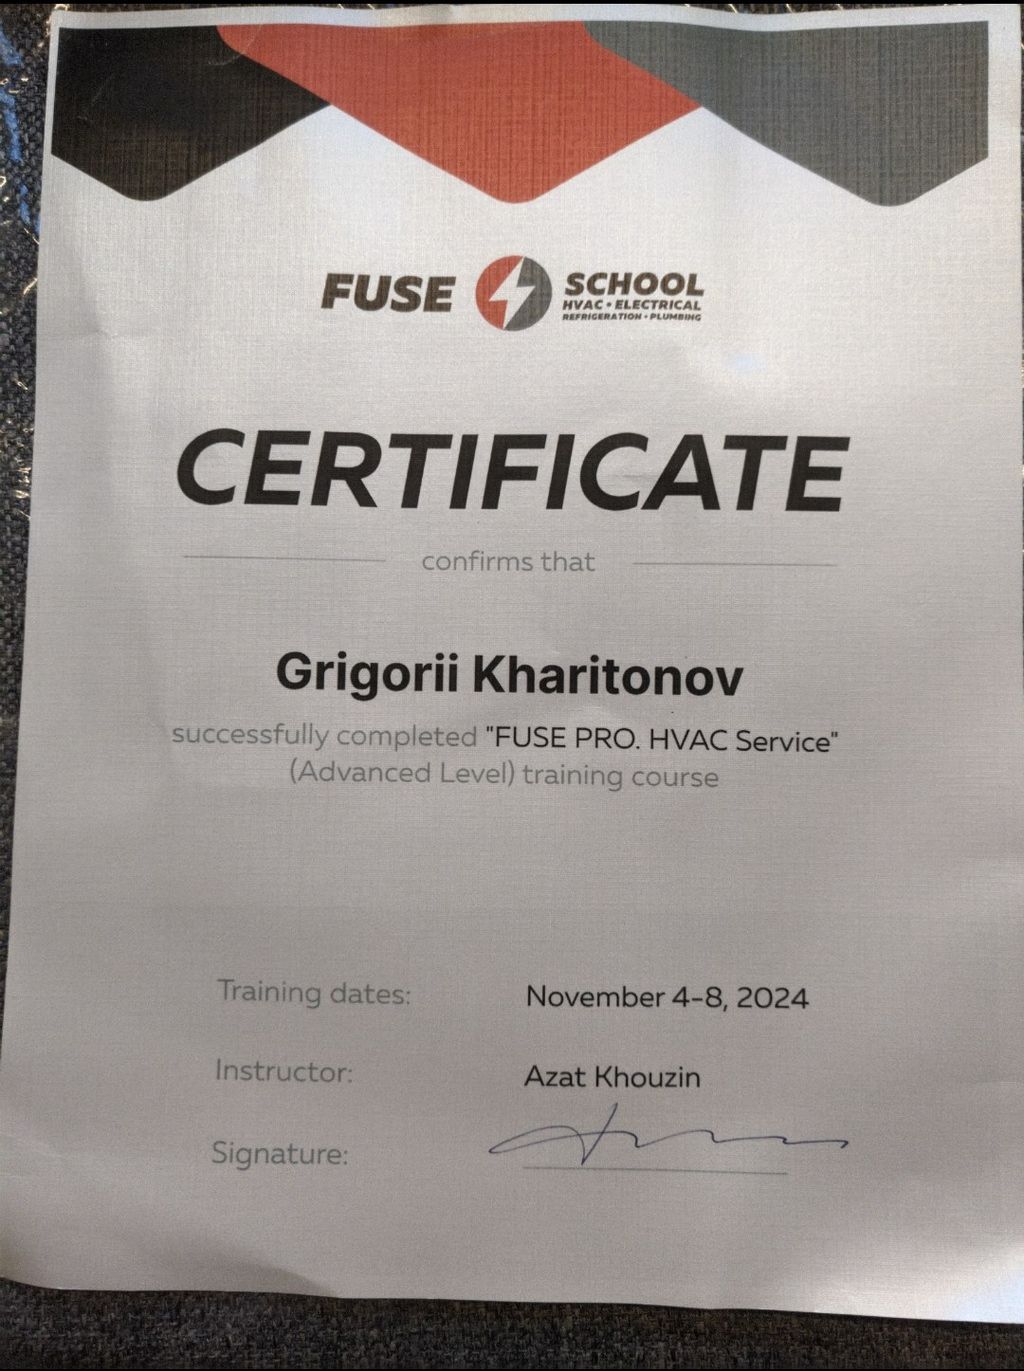 FUSE SCHOOL
HVAC • ELECTRICAL
REFRIGERATION • PLUMBING
CERTIFICATE
confirms that
Grigorii Kharitonov
successfully completed "FUSE PRO. HVAC Service"
(Advanced Level) training course
Training dates: November 4-8, 2024
Instructor: Azat Khouzin
Signature: